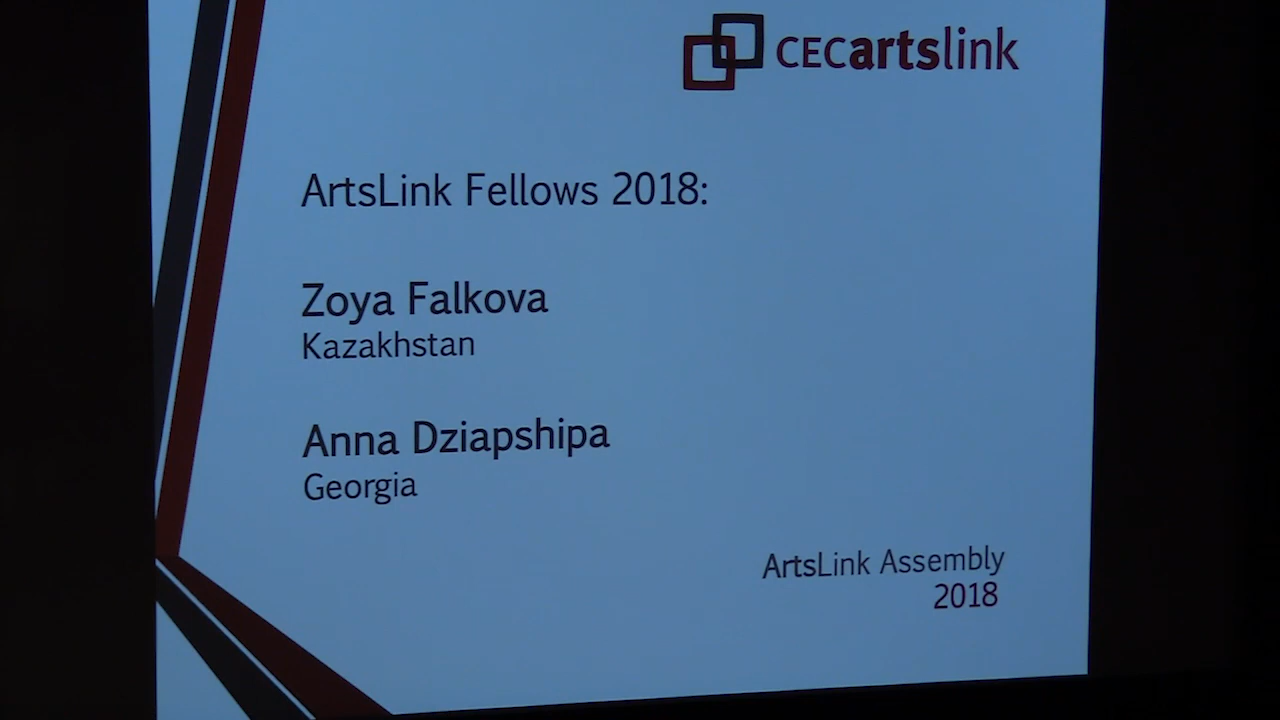 CECartslink
ArtsLink Fellows 2018:
Zoya Falkova
Kazakhstan
Anna Dziapshipa
Georgia
ArtsLink Assembly
2018